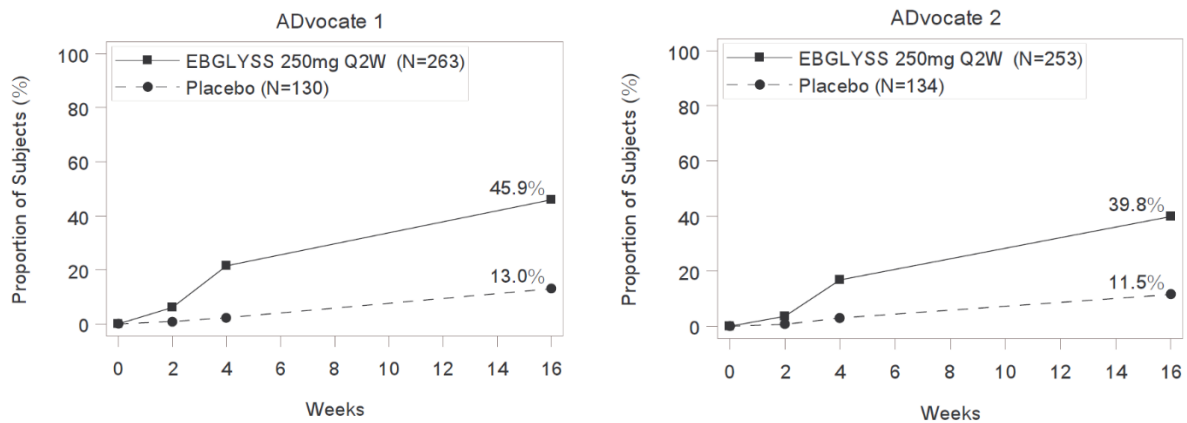 ADvocate 1
EBGLYSS 250mg Q2W (N=263)
Placebo (N=130)
Proportion of Subjects (%)
100
80
60
40
20
0
45.9%
13.0%
0 2 4 6 8 10 12 14 16
Weeks
ADvocate 2
EBGLYSS 250mg Q2W (N=253)
Placebo (N=134)
Proportion of Subjects (%)
100
80
60
40
20
0
39.8%
11.5%
0 2 4 6 8 10 12 14 16
Weeks